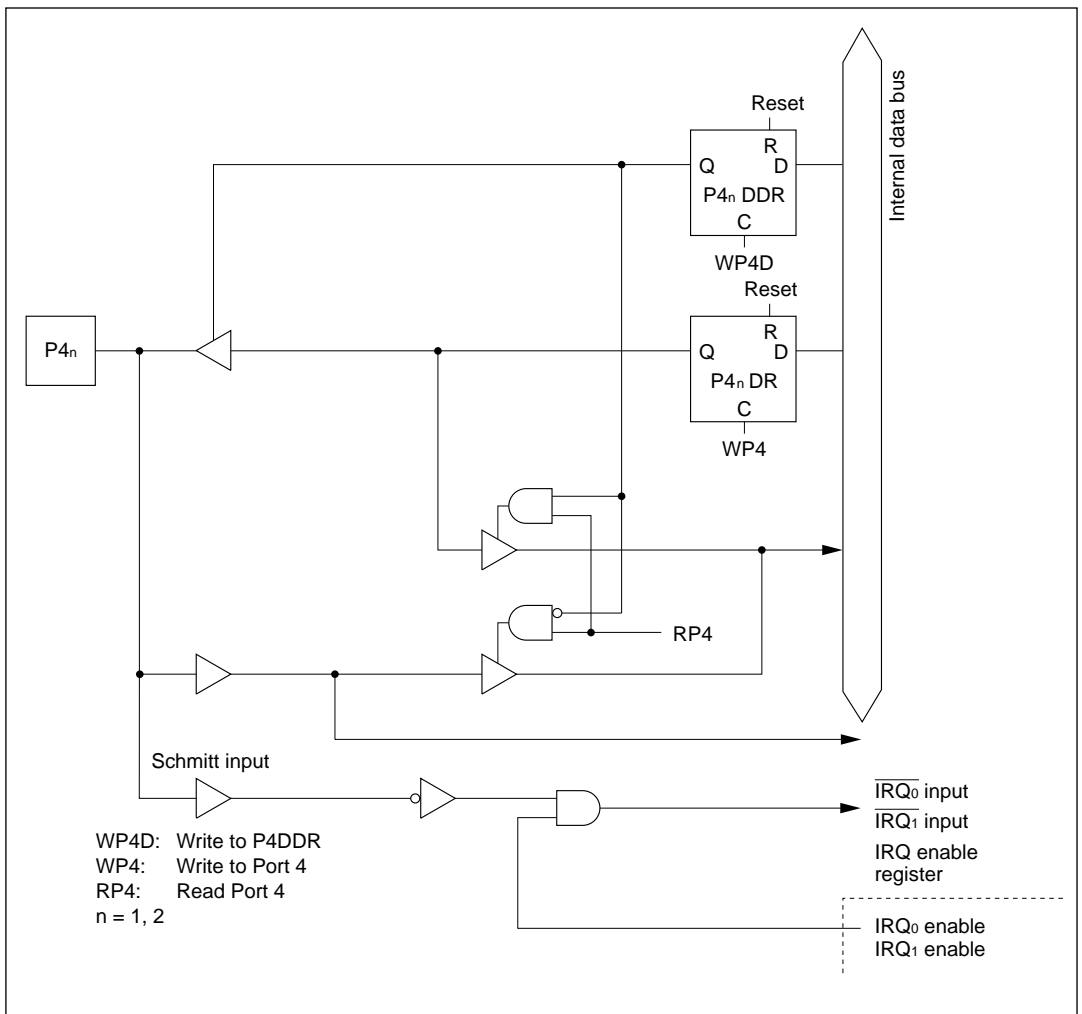 Reset
R
Q D
P4n DDR
C
WP4D
Internal data bus
Reset
R
Q D
P4n DR
C
WP4
P4n
RP4
Schmitt input
WP4D: Write to P4DDR
WP4: Write to Port 4
RP4: Read Port 4
n = 1, 2
IRQ0 input
IRQ1 input
IRQ enable
register
IRQ0 enable
IRQ1 enable